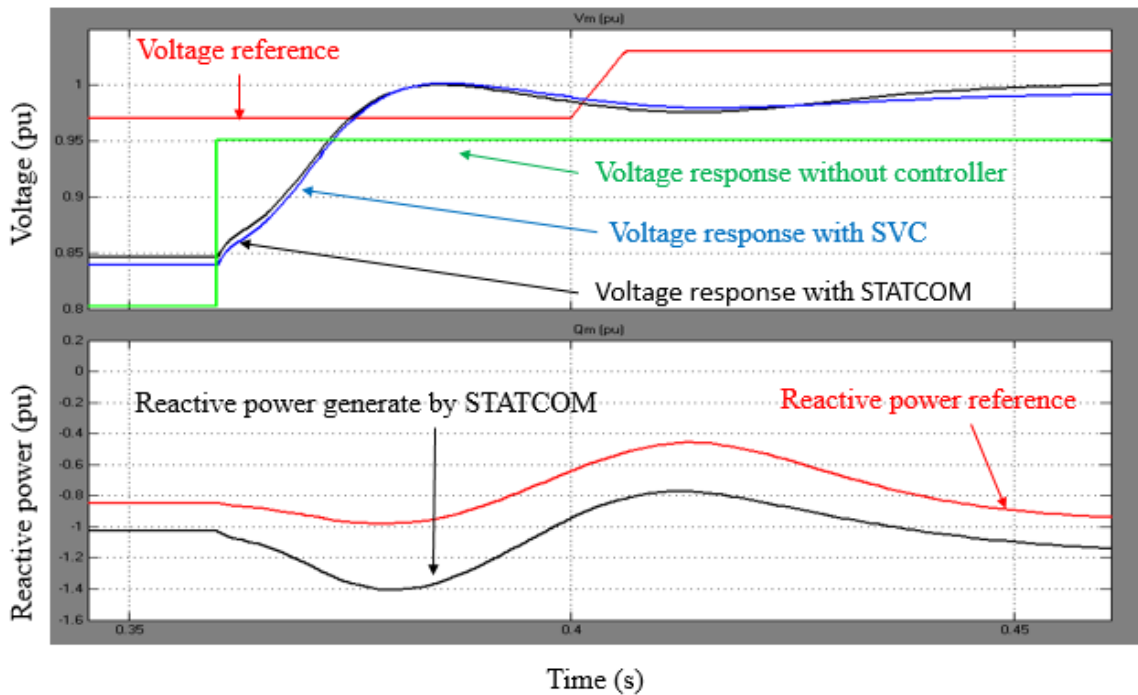 Vm (pu)
Voltage reference
1
0.95
0.9
0.85
0.8
Voltage (pu)
Voltage response without controller
Voltage response with SVC
Voltage response with STATCOM
Qm (pu)
0.2
0
-0.2
-0.4
-0.6
-0.8
-1
-1.2
-1.4
-1.6
Reactive power (pu)
Reactive power generate by STATCOM
Reactive power reference
0.35
0.4
0.45
Time (s)